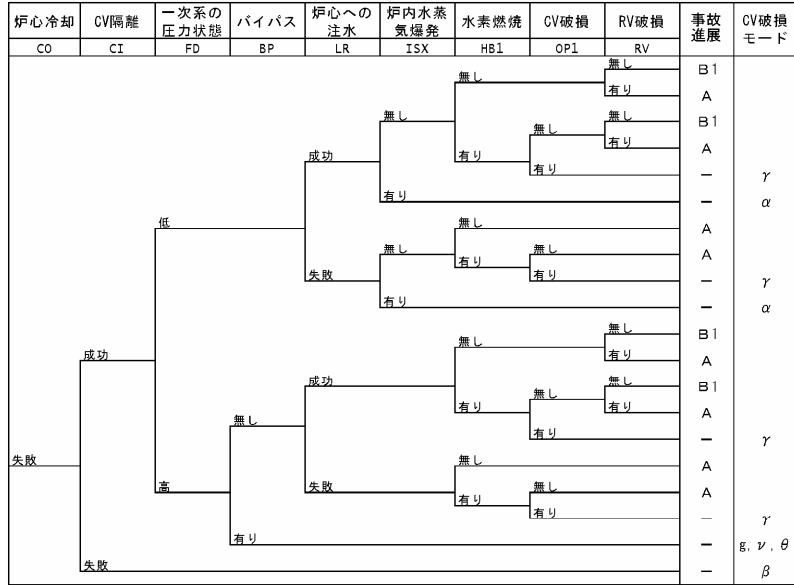 炉心冷却 CV隔離 一次系の圧力状態 バイパス 炉心への注水 炉内水蒸気爆発 水素燃焼 CV破損 RV破損 事故進展 CV破損モード
CO CI FD BP LR ISX HB1 OP1 RV
無し B1
無し
有り A
無し 無し B1
無し
有り A
成功 有り
有り − γ
有り − α
低 無し A
無し 無し A
有り
失敗 有り − γ
有り − α
無し B1
無し
成功 有り A
成功 無し B1
無し
有り 有り A
無し
有り − γ
失敗 無し A
高 失敗 無し A
有り
有り − γ
有り − g, ν, θ
失敗 − β